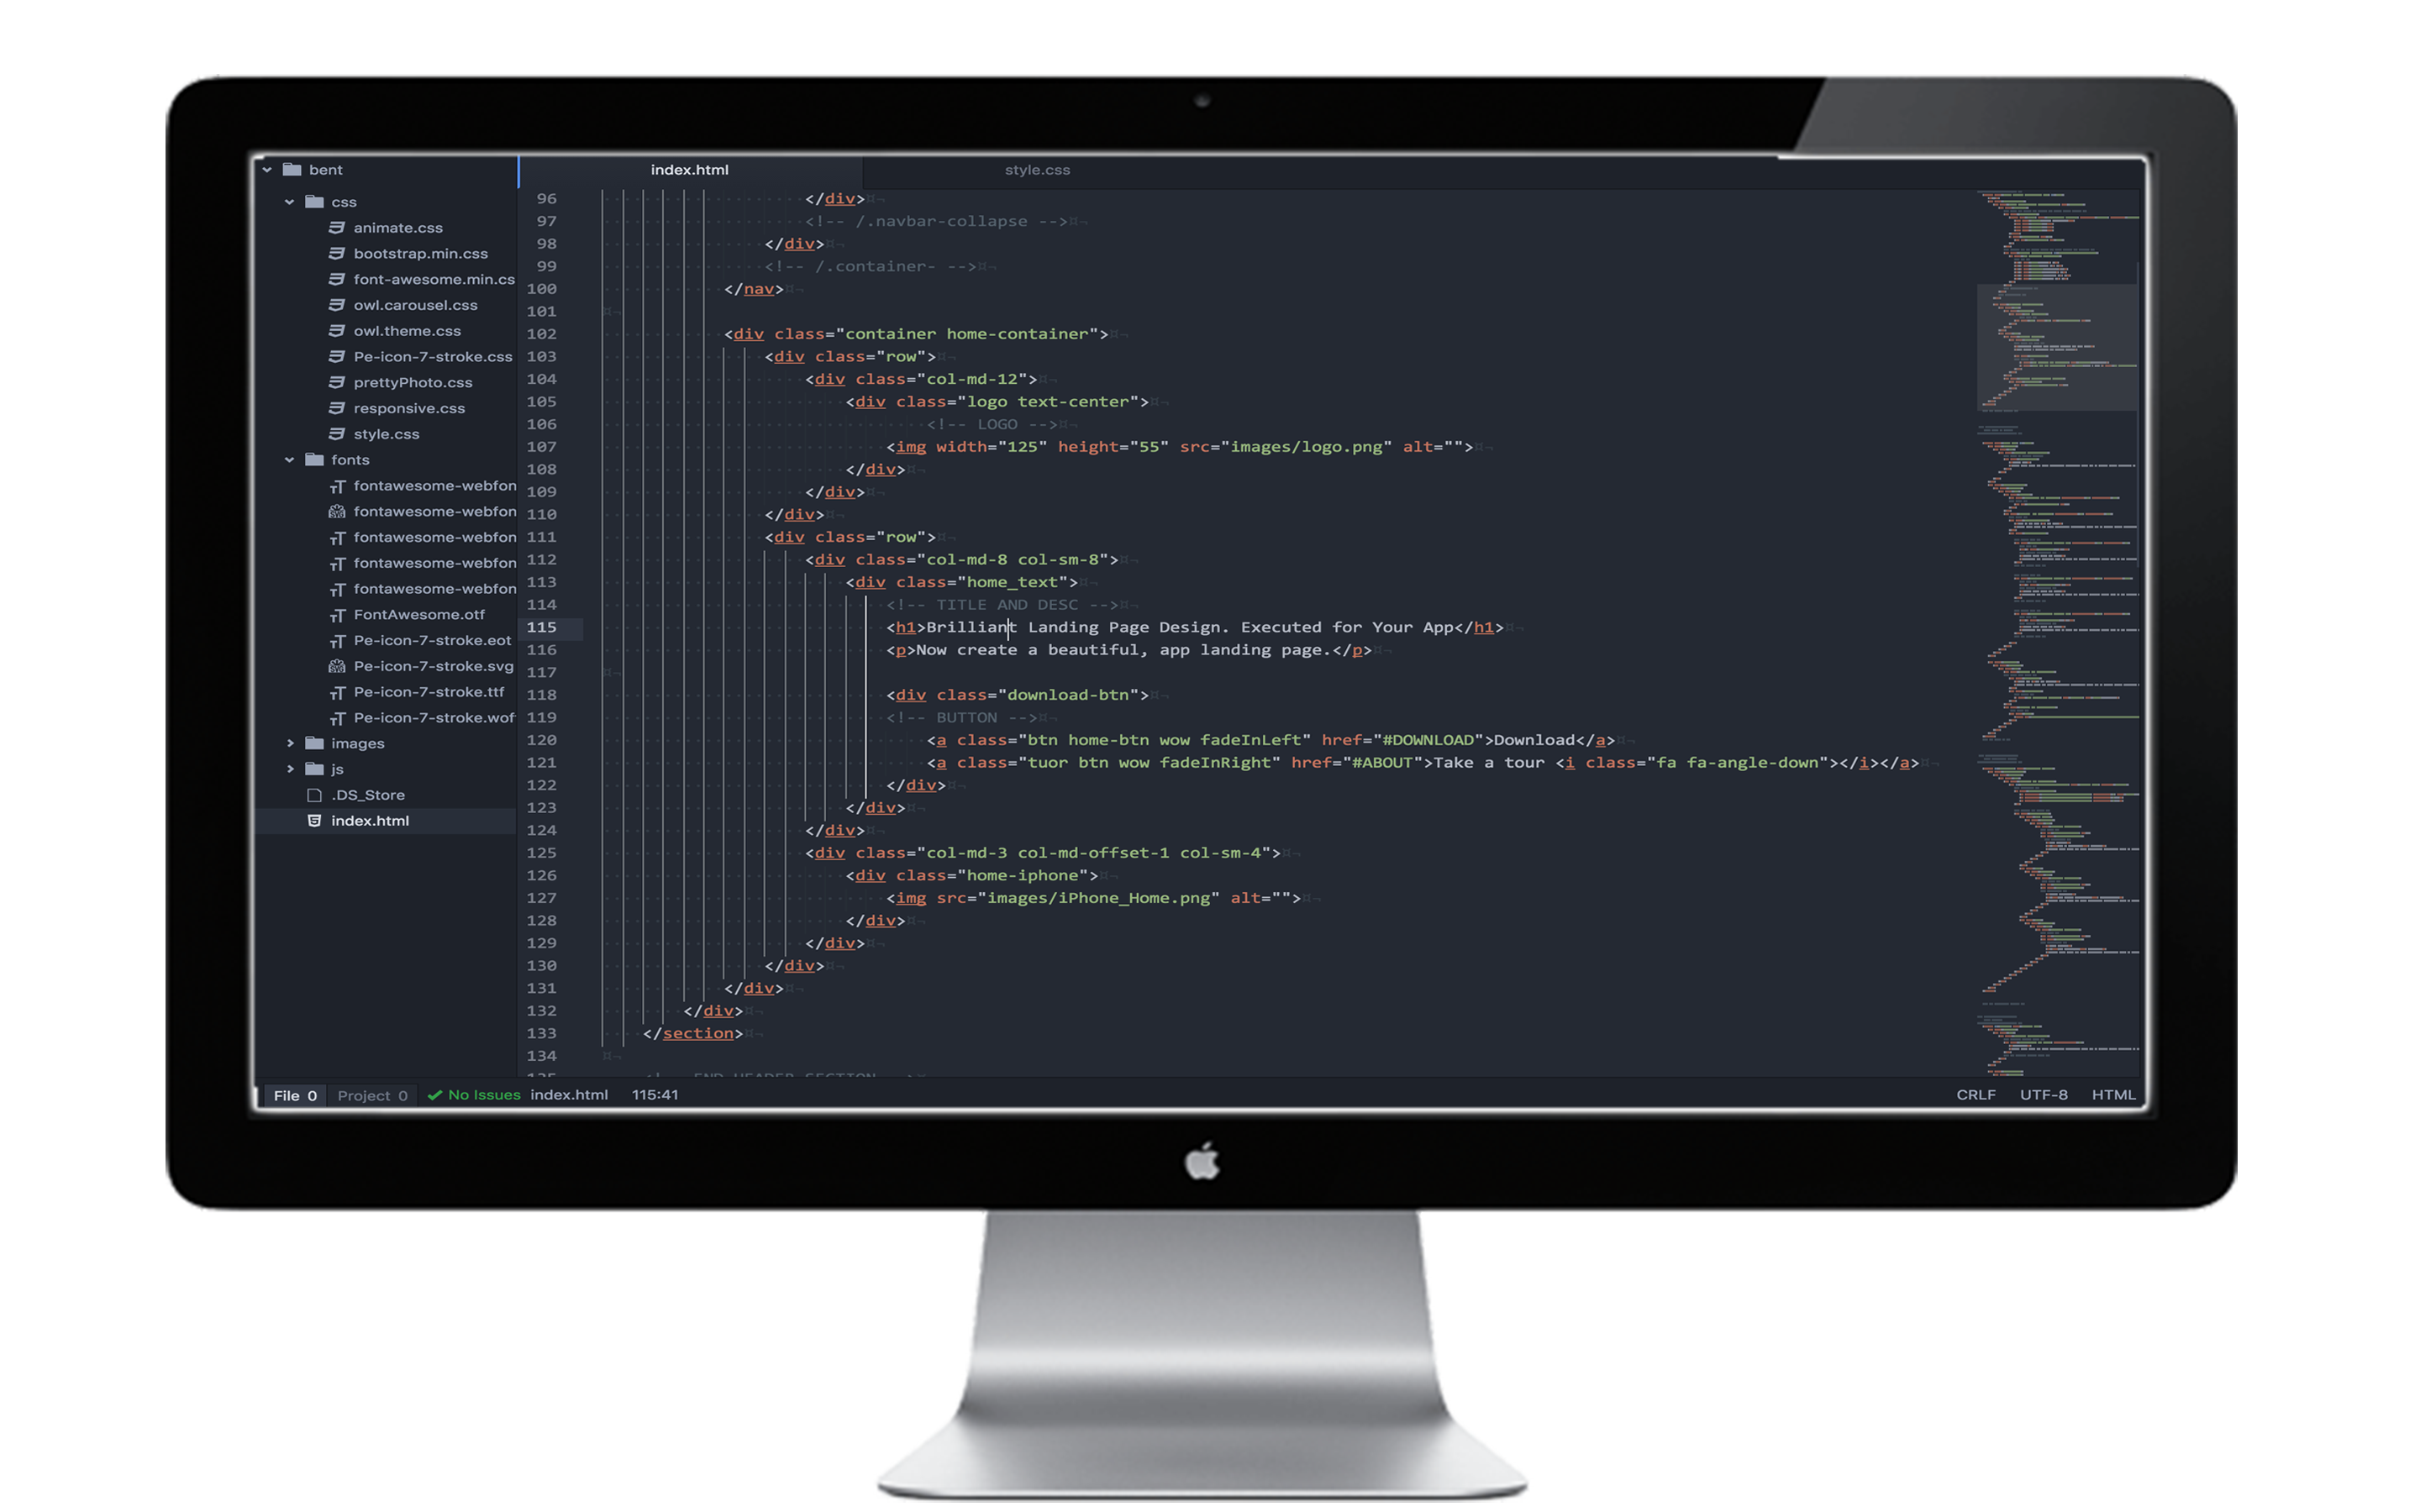 bent
css
animate.css
bootstrap.min.css
font-awesome.min.cs
owl.carousel.css
owl.theme.css
Pe-icon-7-stroke.css
prettyPhoto.css
responsive.css
style.css
fonts
fontawesome-webfon
fontawesome-webfon
fontawesome-webfon
fontawesome-webfon
fontawesome-webfon
FontAwesome.otf
Pe-icon-7-stroke.eot
Pe-icon-7-stroke.svg
Pe-icon-7-stroke.ttf
Pe-icon-7-stroke.wof
images
js
.DS_Store
index.html
index.html style.css
96 </div>
97 <!-- /.navbar-collapse -->
98 </div>
99 <!-- /.container- -->
100 </nav>
101
102 <div class="container home-container">
103 <div class="row">
104 <div class="col-md-12">
105 <div class="logo text-center">
106 <!-- LOGO -->
107 <img width="125" height="55" src="images/logo.png" alt="">
108 </div>
109 </div>
110 </div>
111 <div class="row">
112 <div class="col-md-8 col-sm-8">
113 <div class="home_text">
114 <!-- TITLE AND DESC -->
115 <h1>Brilliant Landing Page Design. Executed for Your App</h1>
116 <p>Now create a beautiful, app landing page.</p>
117
118 <div class="download-btn">
119 <!-- BUTTON -->
120 <a class="btn home-btn wow fadeInLeft" href="#DOWNLOAD">Download</a>
121 <a class="tuor btn wow fadeInRight" href="#ABOUT">Take a tour <i class="fa fa-angle-down"></i></a>
122 </div>
123 </div>
124 </div>
125 <div class="col-md-3 col-md-offset-1 col-sm-4">
126 <div class="home-iphone">
127 <img src="images/iPhone_Home.png" alt="">
128 </div>
129 </div>
130 </div>
131 </div>
132 </div>
133 </section>
134
File 0 Project 0 No Issues index.html 115:41 CRLF UTF-8 HTML